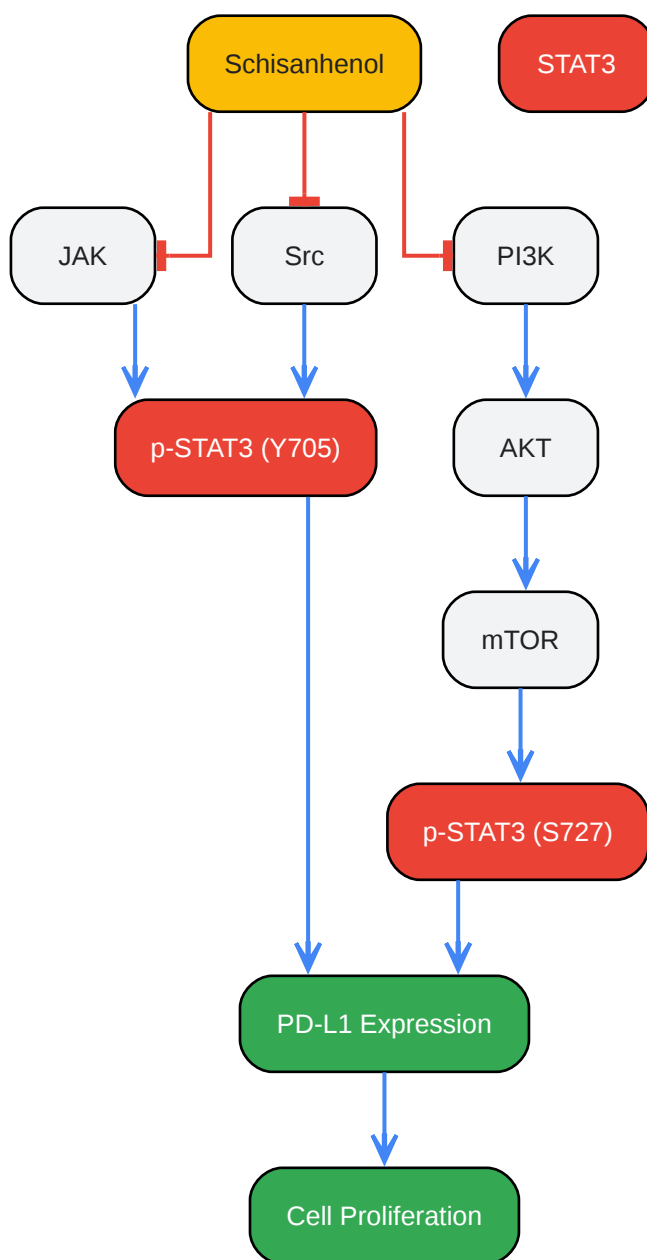 Schisanhenol
STAT3
JAK
Src
PI3K
p-STAT3 (Y705)
AKT
mTOR
p-STAT3 (S727)
PD-L1 Expression
Cell Proliferation